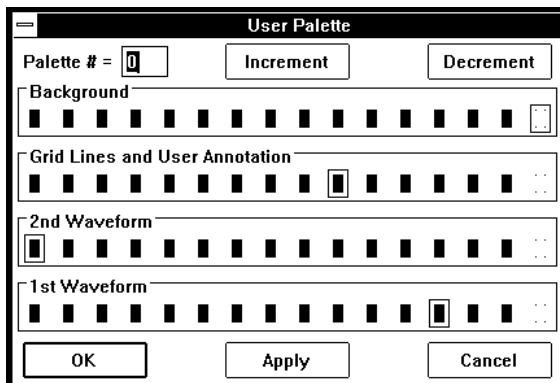 User Palette
Palette # = 0 Increment Decrement
Background
Grid Lines and User Annotation
2nd Waveform
1st Waveform
OK Apply Cancel